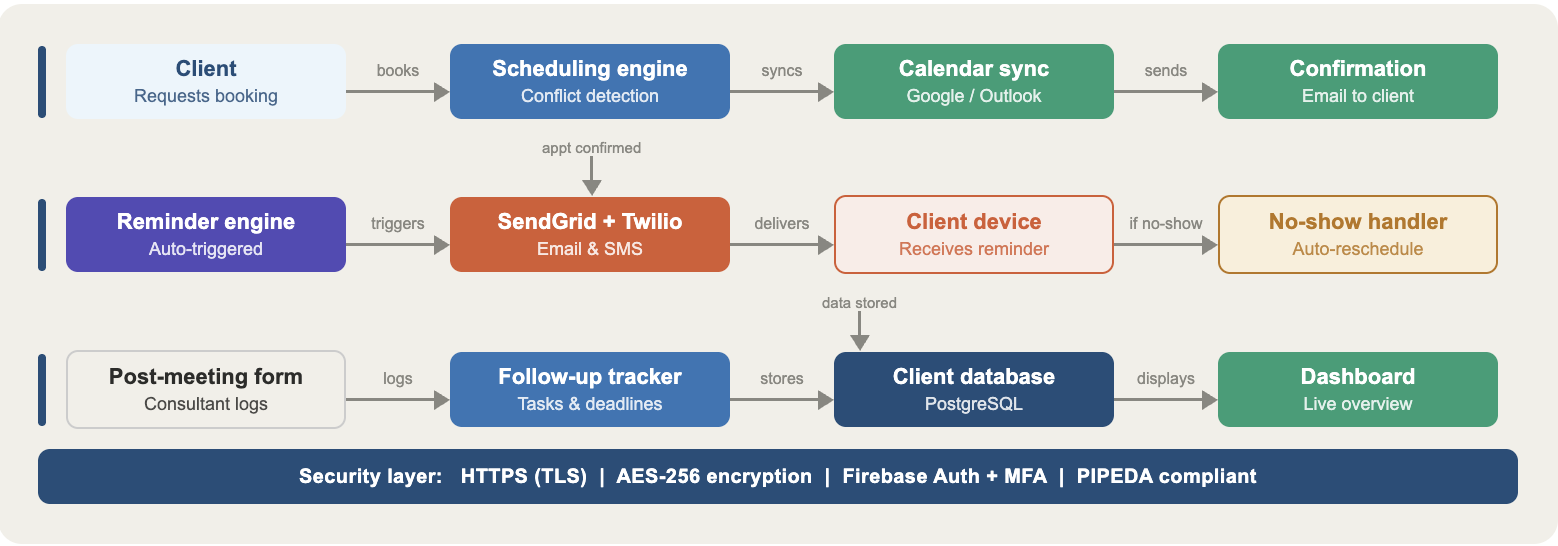 Client
Requests booking
books
Scheduling engine
Conflict detection
syncs
Calendar sync
Google / Outlook
sends
Confirmation
Email to client
appt confirmed
Reminder engine
Auto-triggered
triggers
SendGrid + Twilio
Email & SMS
delivers
Client device
Receives reminder
if no-show
No-show handler
Auto-reschedule
data stored
Post-meeting form
Consultant logs
logs
Follow-up tracker
Tasks & deadlines
stores
Client database
PostgreSQL
displays
Dashboard
Live overview
Security layer: HTTPS (TLS) | AES-256 encryption | Firebase Auth + MFA | PIPEDA compliant